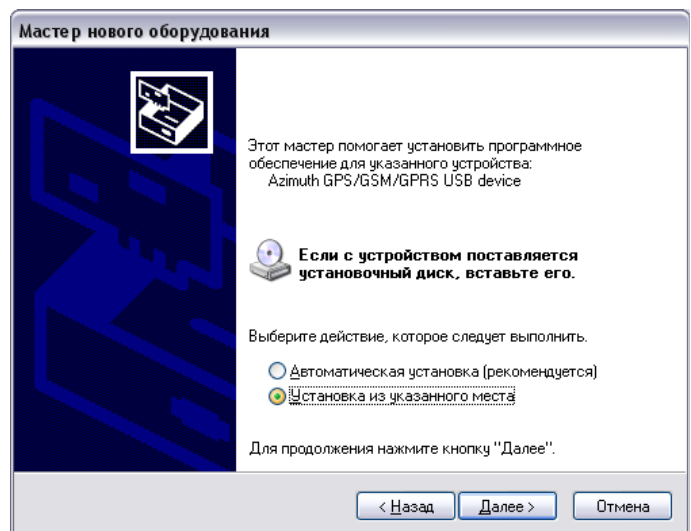 Мастер нового оборудования
Этот мастер помогает установить программное
обеспечение для указанного устройства:
Azimuth GPS/GSM/GPRS USB device
Если с устройством поставляется
установочный диск, вставьте его.
Выберите действие, которое следует выполнить.
Автоматическая установка (рекомендуется)
Установка из указанного места
Для продолжения нажмите кнопку "Далее".
< Назад
Далее >
Отмена